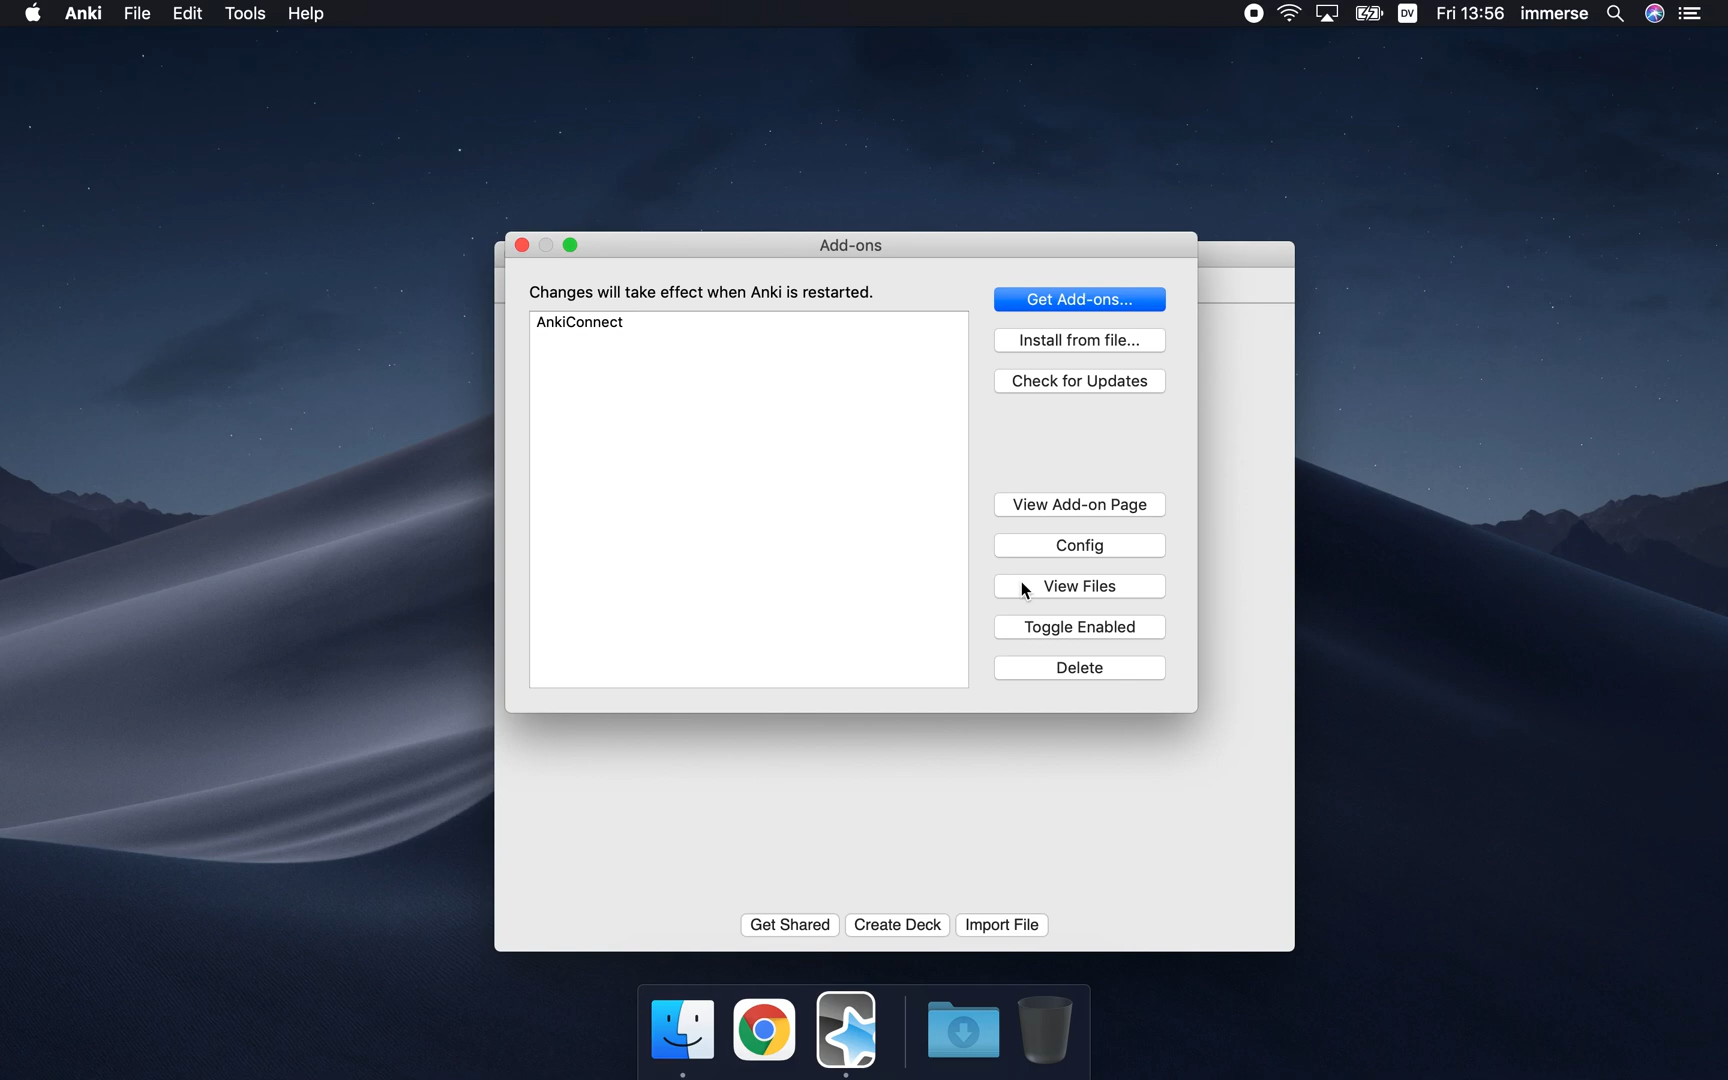 Anki File Edit Tools Help DV Fri 13:56 immerse
Add-ons
Changes will take effect when Anki is restarted.
AnkiConnect
Get Add-ons...
Install from file...
Check for Updates
View Add-on Page
Config
View Files
Toggle Enabled
Delete
Get Shared Create Deck Import File